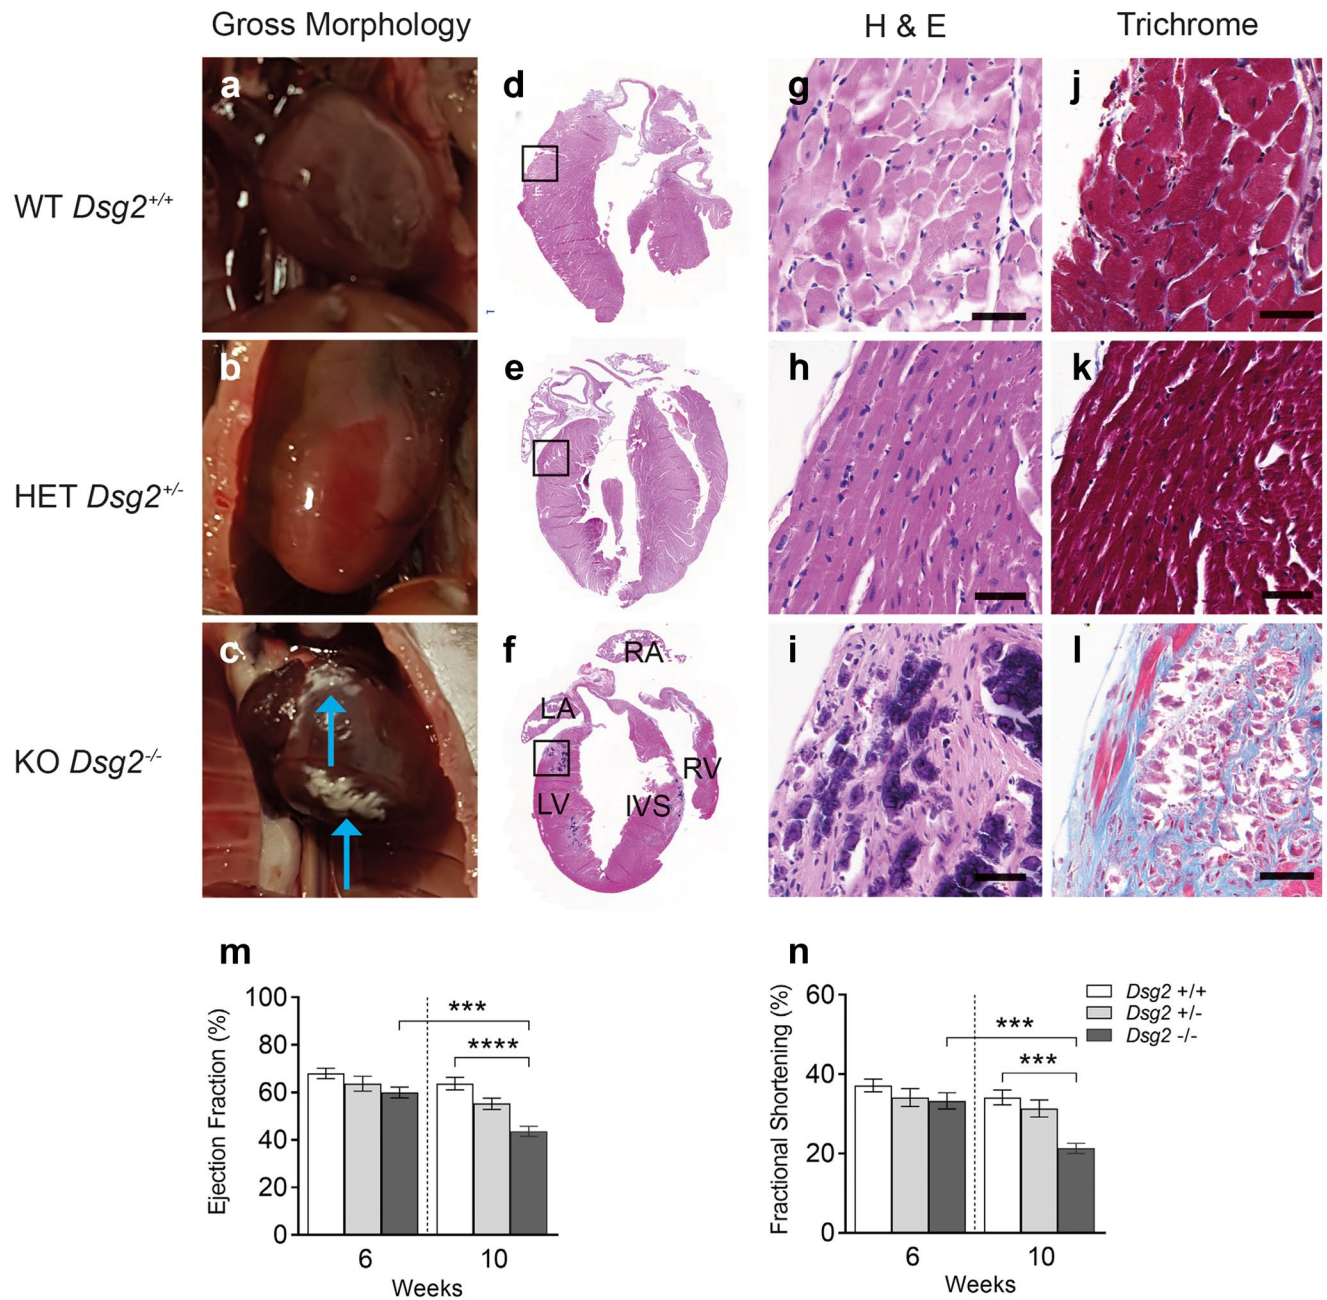 Gross Morphology
H & E
Trichrome
a
d
g
j
WT Dsg2+/+
b
e
h
k
HET Dsg2+/-
c
f
i
l
RA
LA
KO Dsg2-/-
RV
LV
IVS
m
n
Ejection Fraction (%)
100
80
60
40
20
0
***
****
6
10
Weeks
Fractional Shortening (%)
60
40
20
0
***
***
6
10
Weeks
Dsg2 +/+
Dsg2 +/-
Dsg2 -/-